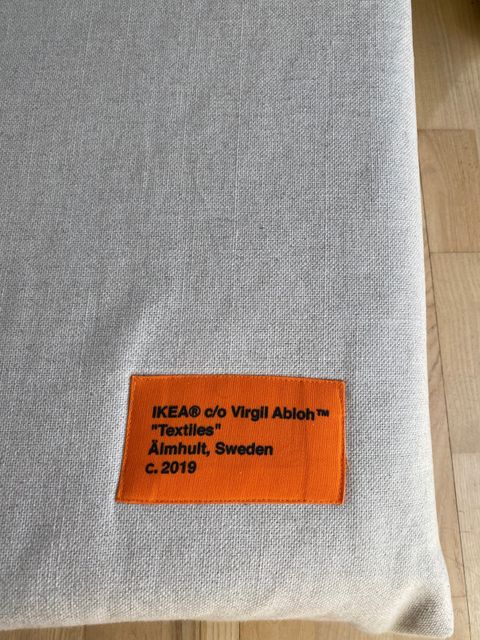 IKEA® c/o Virgil Abloh™
"Textiles"
Älmhult, Sweden
c. 2019